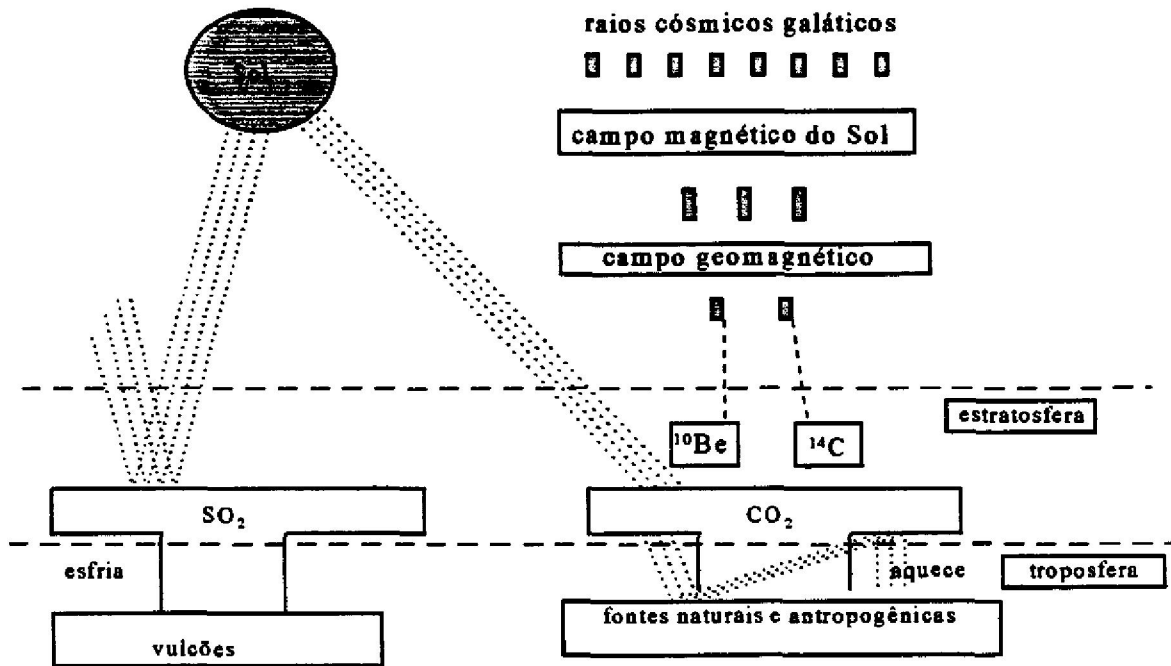 raios cósmicos galáticos
Sol
campo magnético do Sol
campo geomagnético
estratosfera
¹⁰Be
¹⁴C
SO₂
CO₂
esfria
aquece
troposfera
vulcões
fontes naturais e antropogênicas